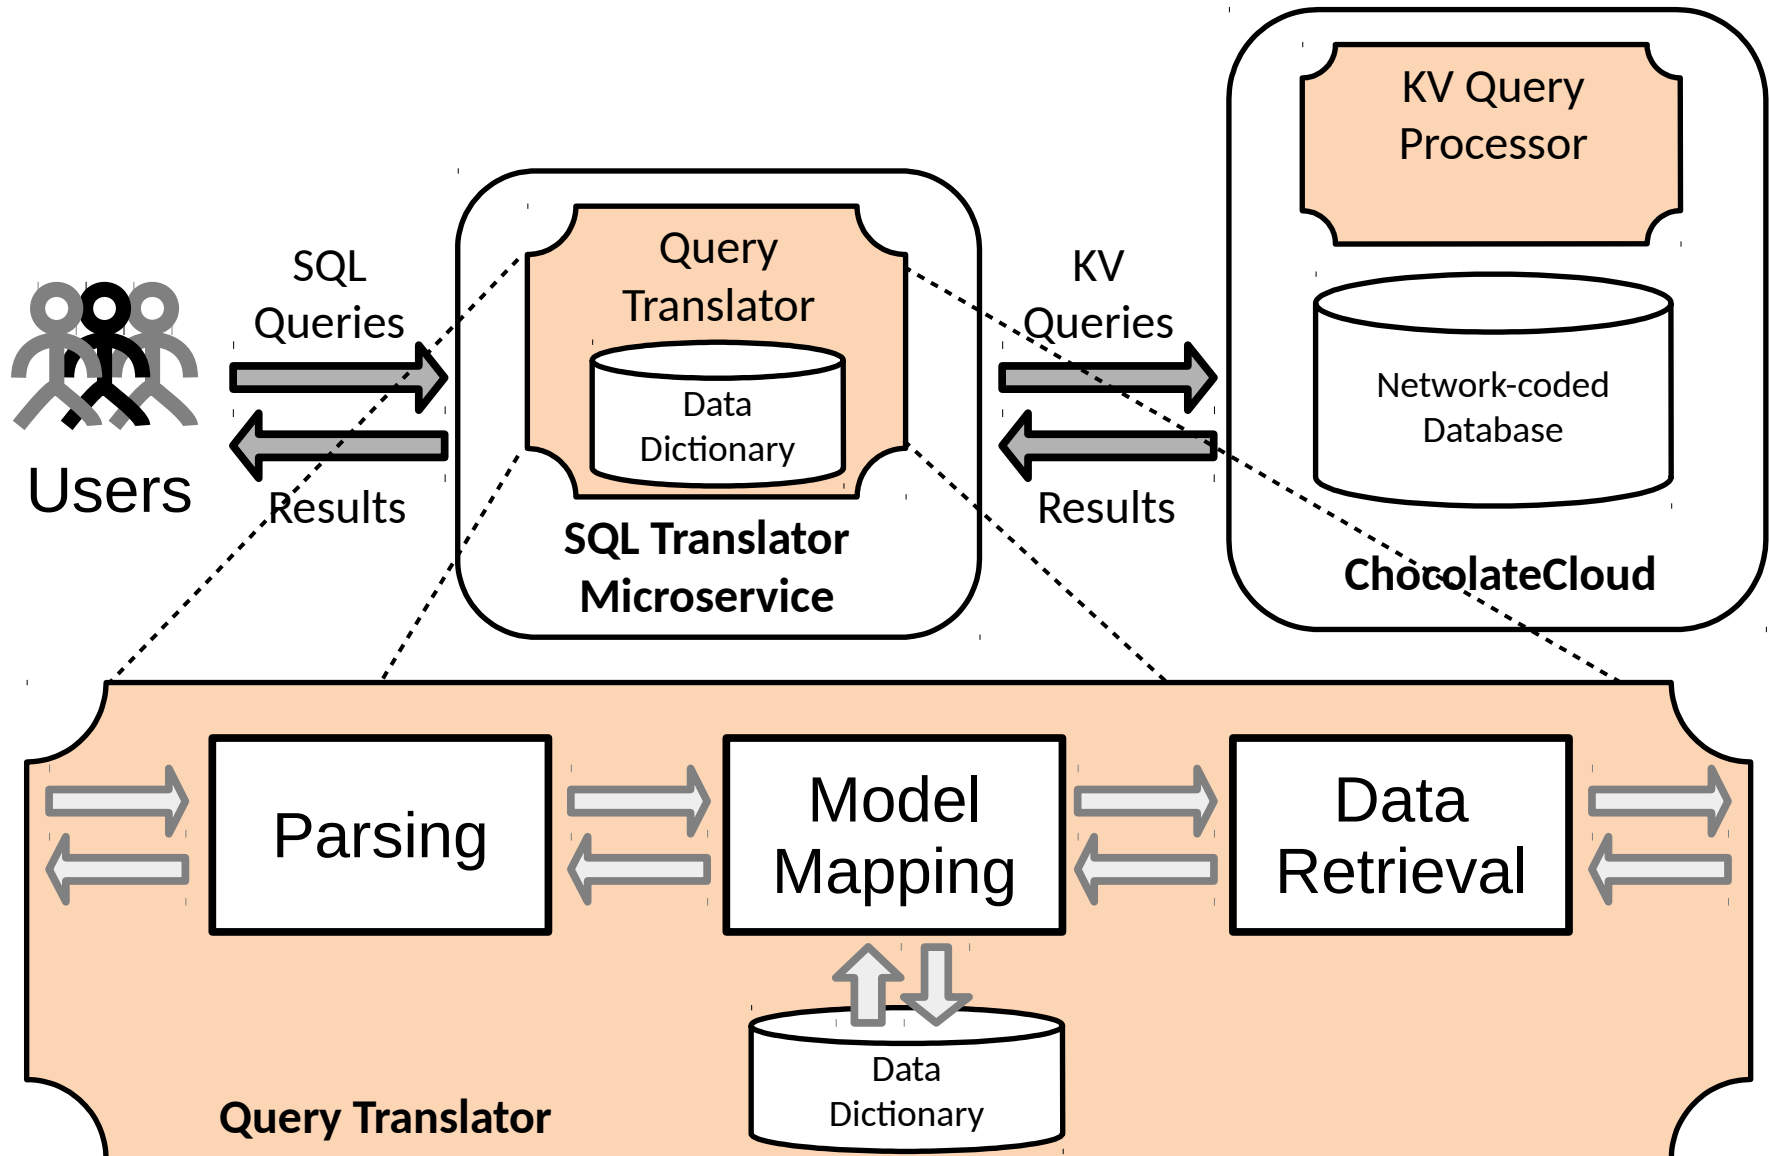 KV Query
Processor
Query
Translator
SQL
Queries
KV
Queries
Data
Dictionary
Network-coded
Database
Users
Results
Results
SQL Translator
Microservice
ChocolateCloud
Parsing
Model
Mapping
Data
Retrieval
Data
Dictionary
Query Translator